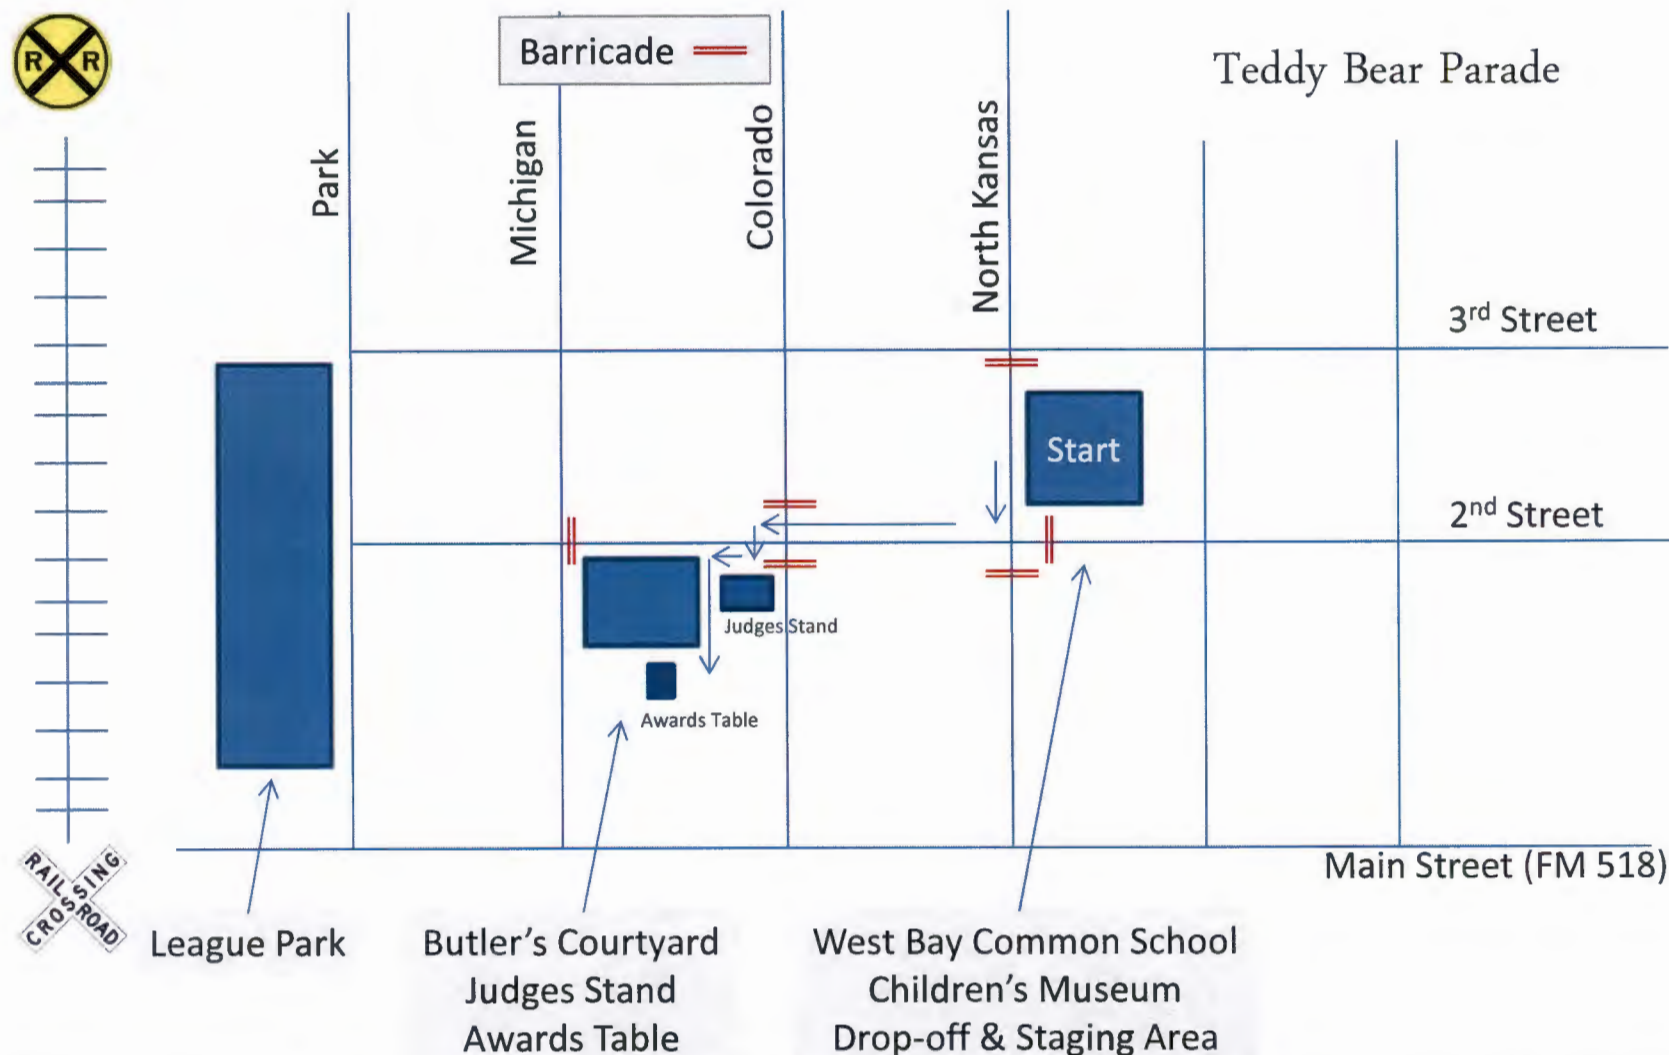 R R
Barricade
Teddy Bear Parade
Park
Michigan
Colorado
North Kansas
3rd Street
Start
2nd Street
Judges Stand
Awards Table
Main Street (FM 518)
RAILROAD
CROSSING
League Park
Butler's Courtyard
Judges Stand
Awards Table
West Bay Common School
Children's Museum
Drop-off & Staging Area